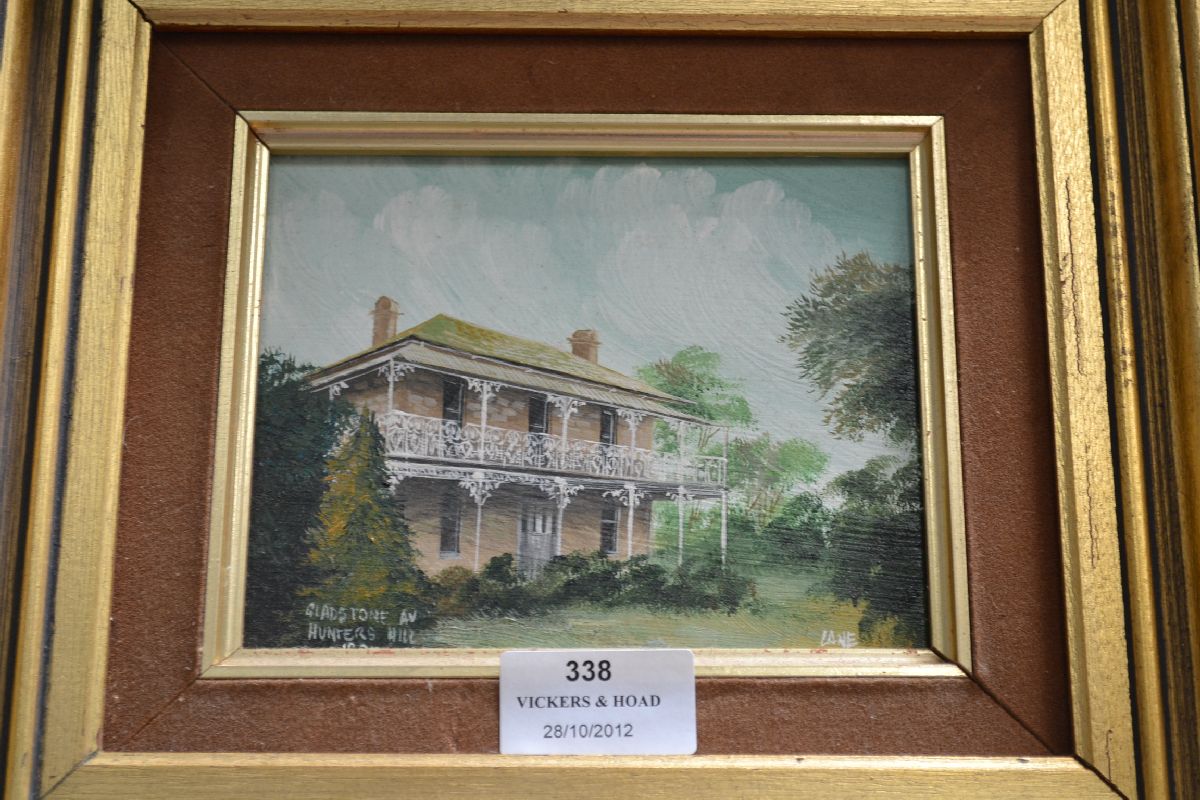 GLADSTONE AV
HUNTERS HILL
LANE
338
VICKERS & HOAD
28/10/2012